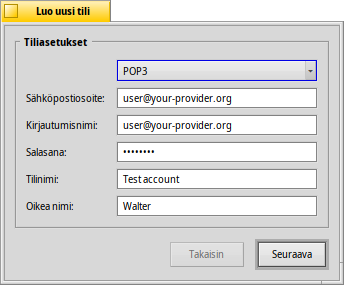 Luo uusi tili
Tiliasetukset
POP3
Sähköpostiosoite: user@your-provider.org
Kirjautumisnimi: user@your-provider.org
Salasana: ••••••••
Tilinimi: Test account
Oikea nimi: Walter
Takaisin Seuraava